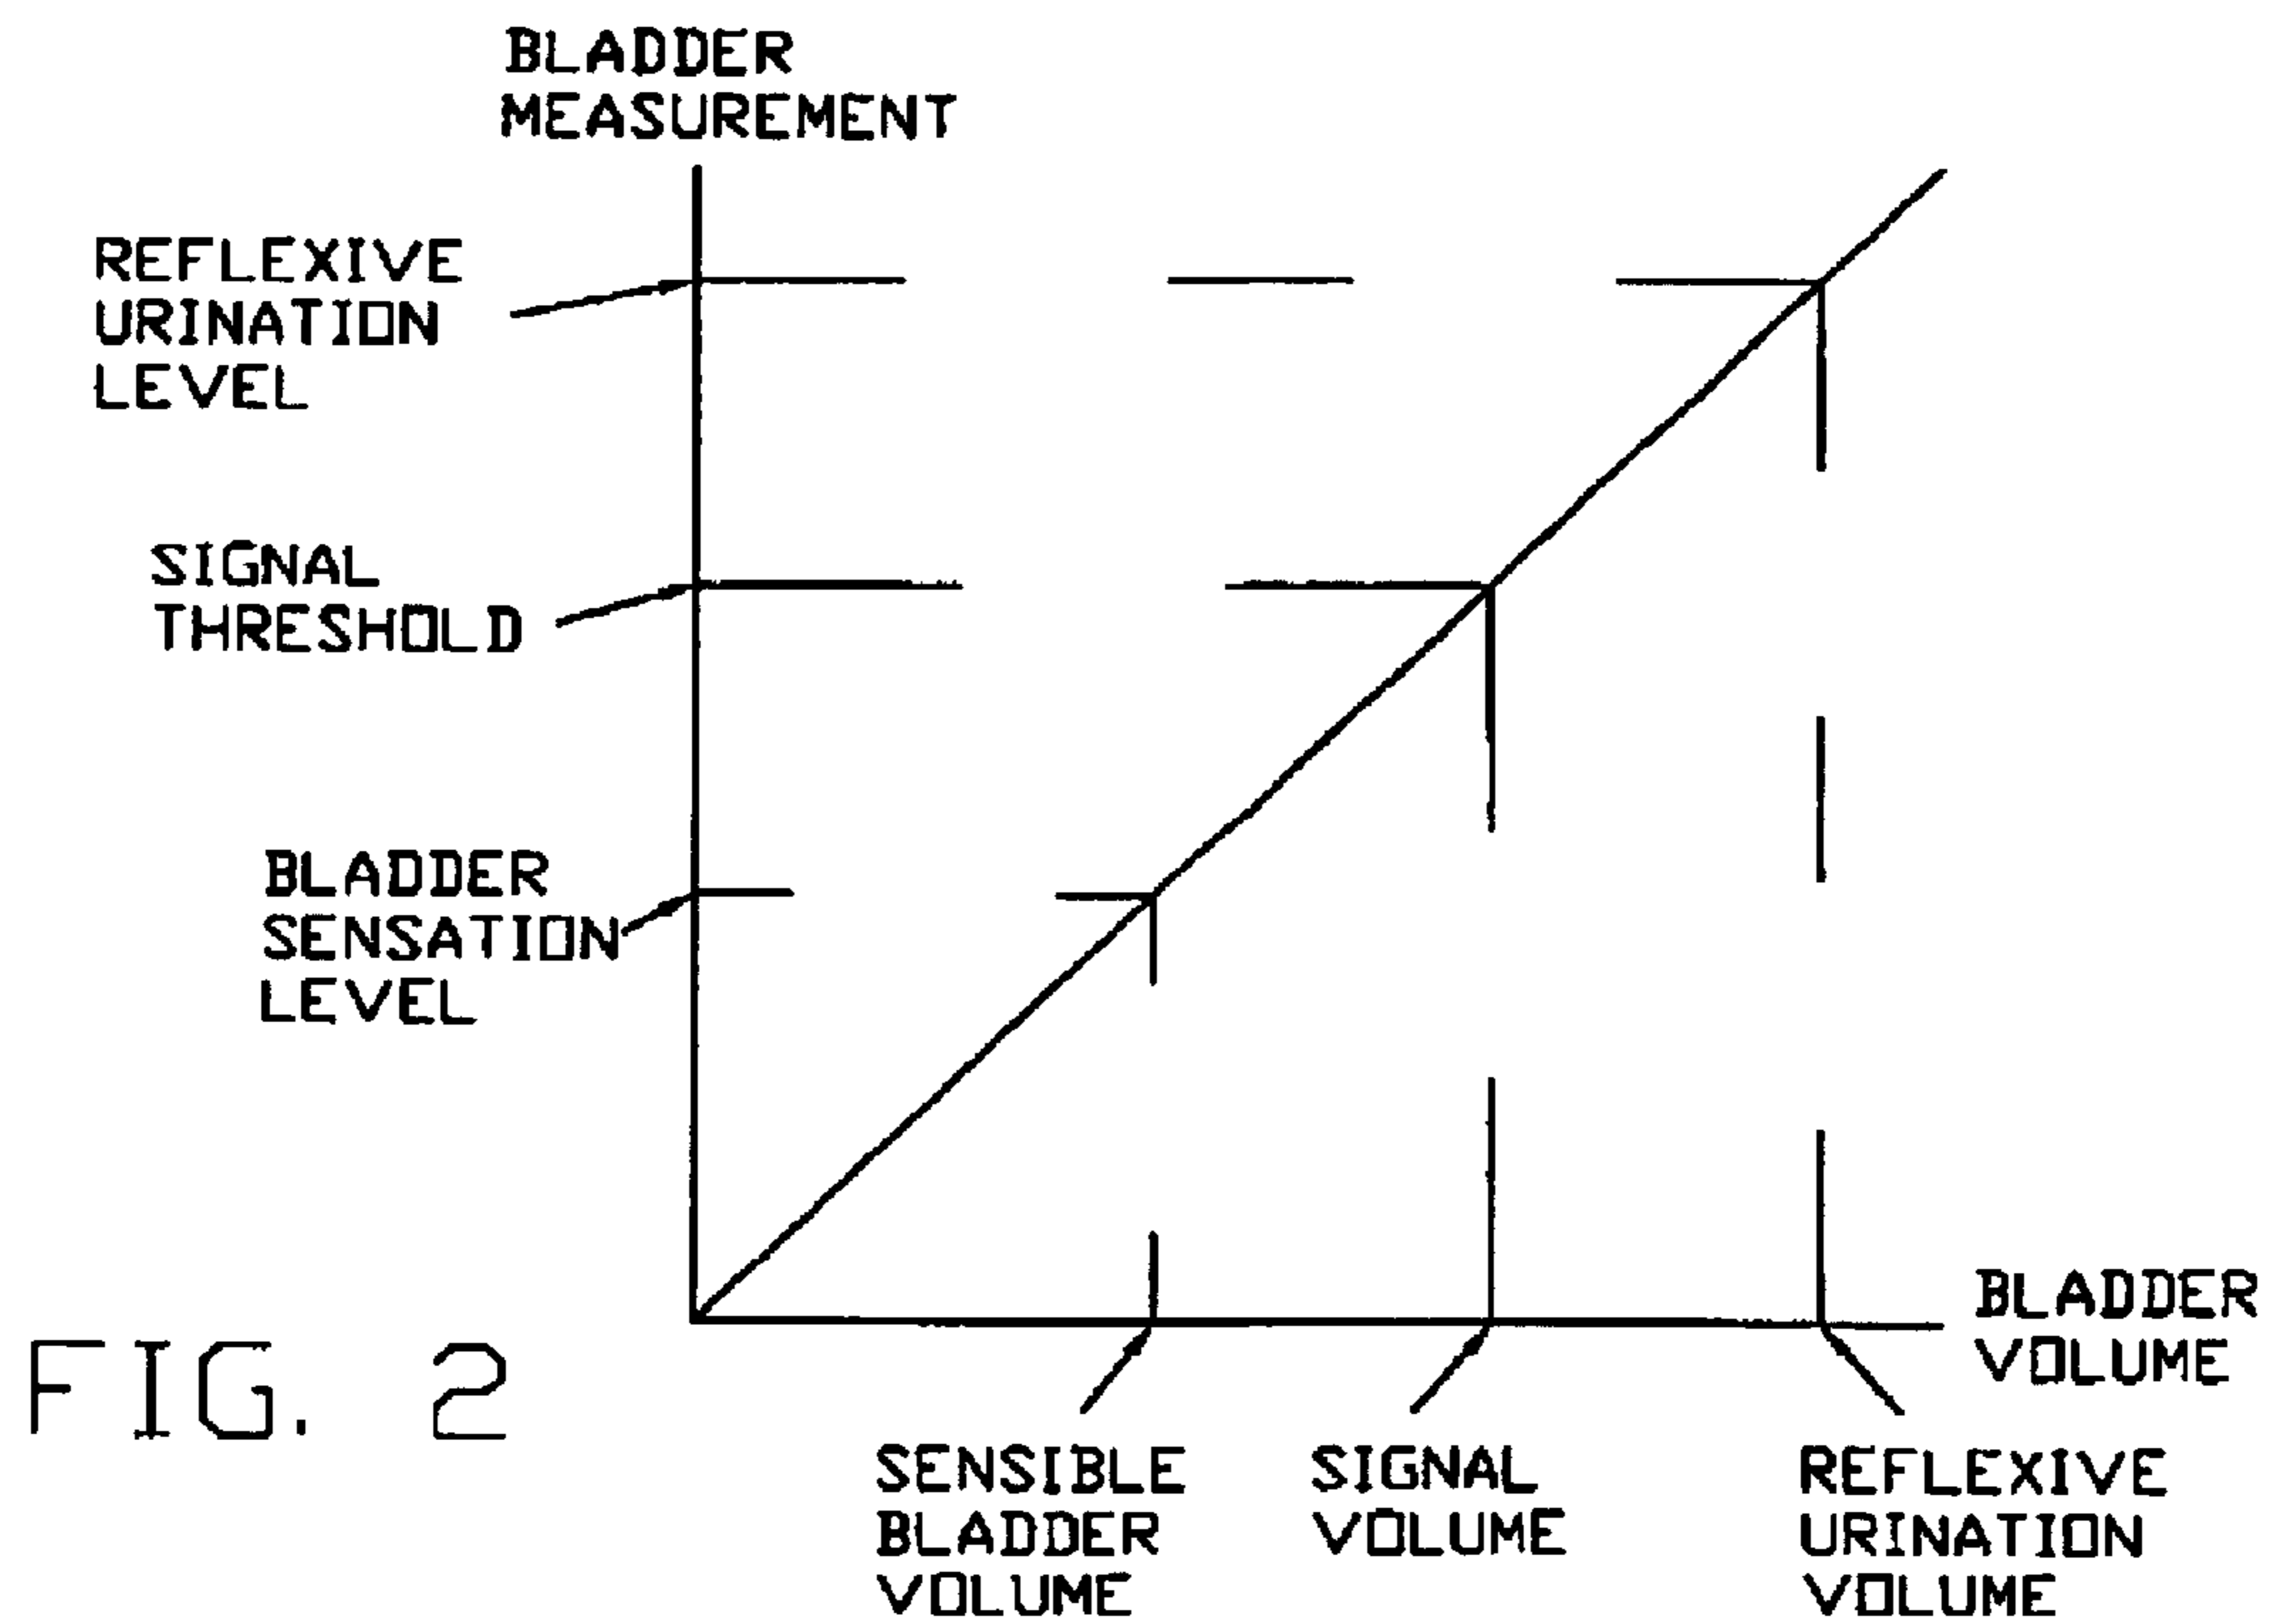 BLADDER
MEASUREMENT
REFLEXIVE
URINATION
LEVEL
SIGNAL
THRESHOLD
BLADDER
SENSATION
LEVEL
BLADDER
VOLUME
FIG. 2
SENSIBLE
BLADDER
VOLUME
SIGNAL
VOLUME
REFLEXIVE
URINATION
VOLUME